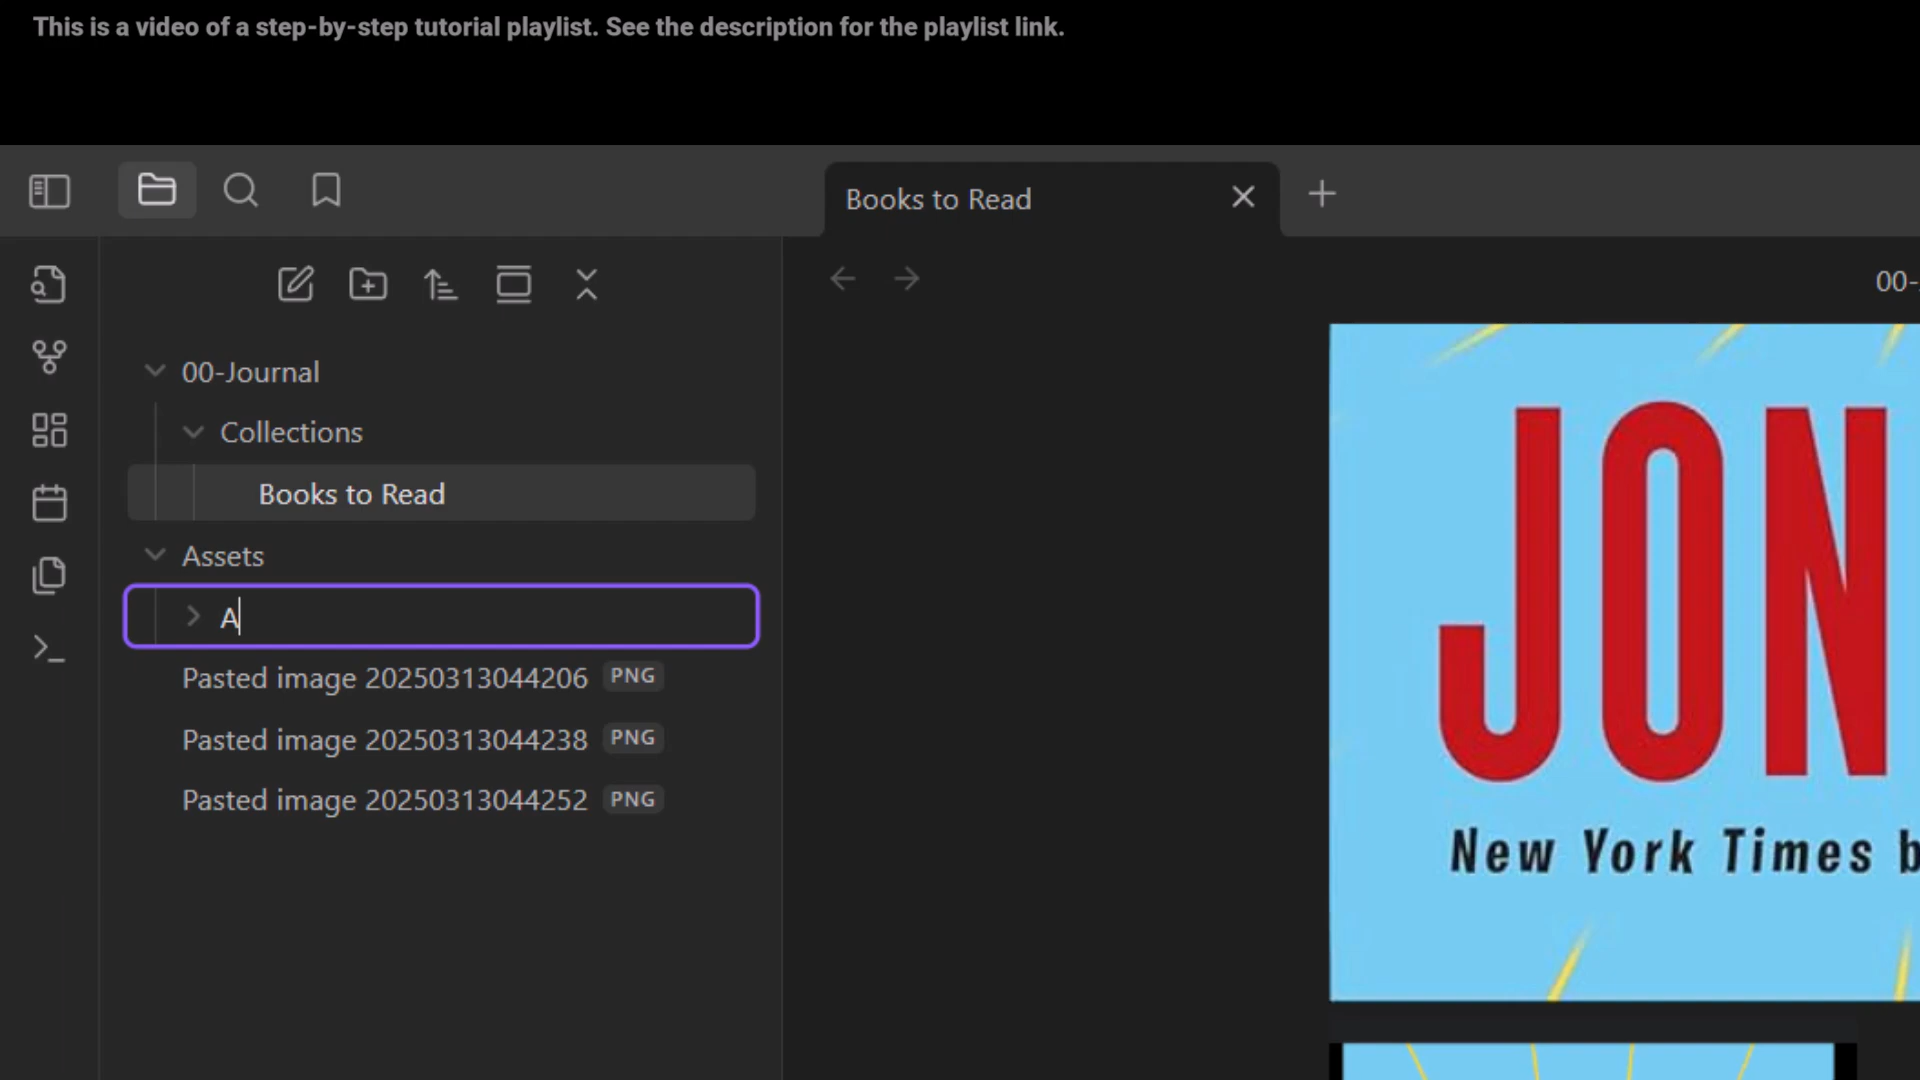 This is a video of a step-by-step tutorial playlist. See the description for the playlist link.
Books to Read
00-
00-Journal
Collections
Books to Read
Assets
A
Pasted image 20250313044206 PNG
Pasted image 20250313044238 PNG
Pasted image 20250313044252 PNG
JON
New York Times b